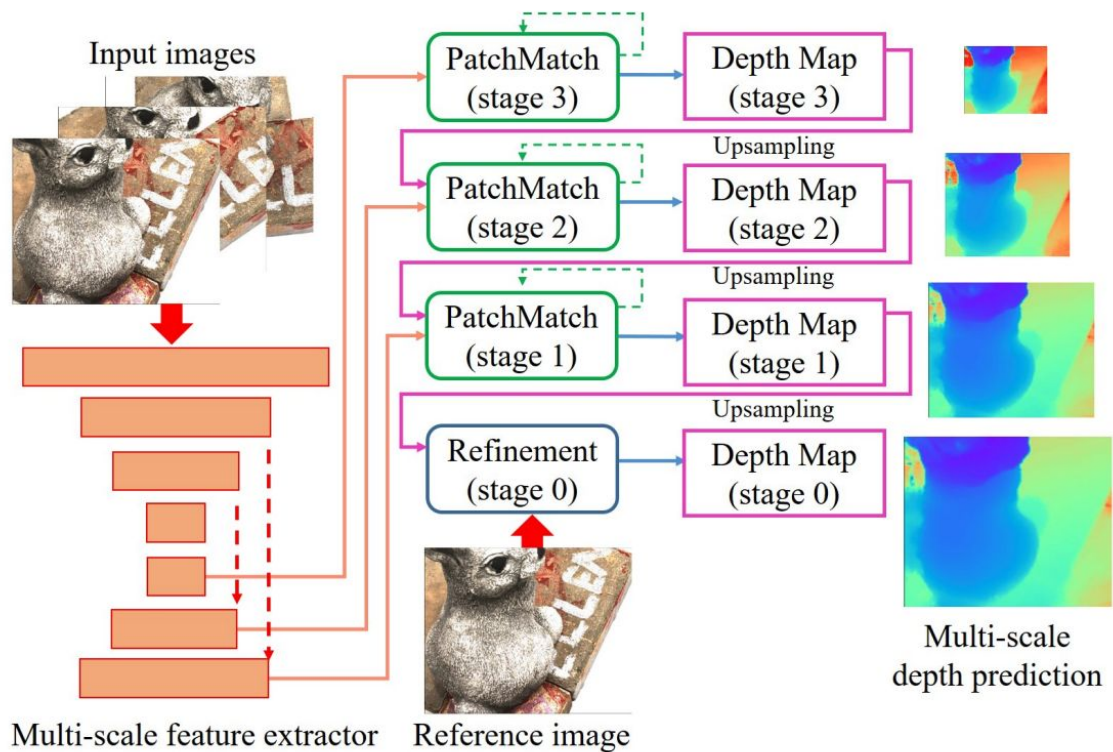 Input images
PatchMatch
(stage 3)
Depth Map
(stage 3)
Upsampling
PatchMatch
(stage 2)
Depth Map
(stage 2)
Upsampling
PatchMatch
(stage 1)
Depth Map
(stage 1)
Upsampling
Refinement
(stage 0)
Depth Map
(stage 0)
Multi-scale
depth prediction
Multi-scale feature extractor
Reference image